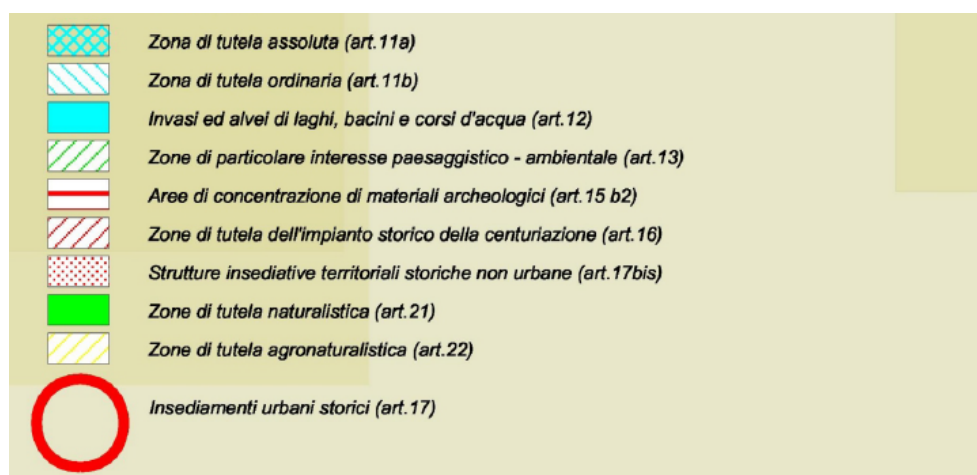 Zona di tutela assoluta (art.11a)
Zona di tutela ordinaria (art.11b)
Invasi ed alvei di laghi, bacini e corsi d'acqua (art.12)
Zone di particolare interesse paesaggistico - ambientale (art.13)
Aree di concentrazione di materiali archeologici (art.15 b2)
Zone di tutela dell'impianto storico della centuriazione (art.16)
Strutture insediative territoriali storiche non urbane (art.17bis)
Zone di tutela naturalistica (art.21)
Zone di tutela agronaturalistica (art.22)
Insediamenti urbani storici (art.17)